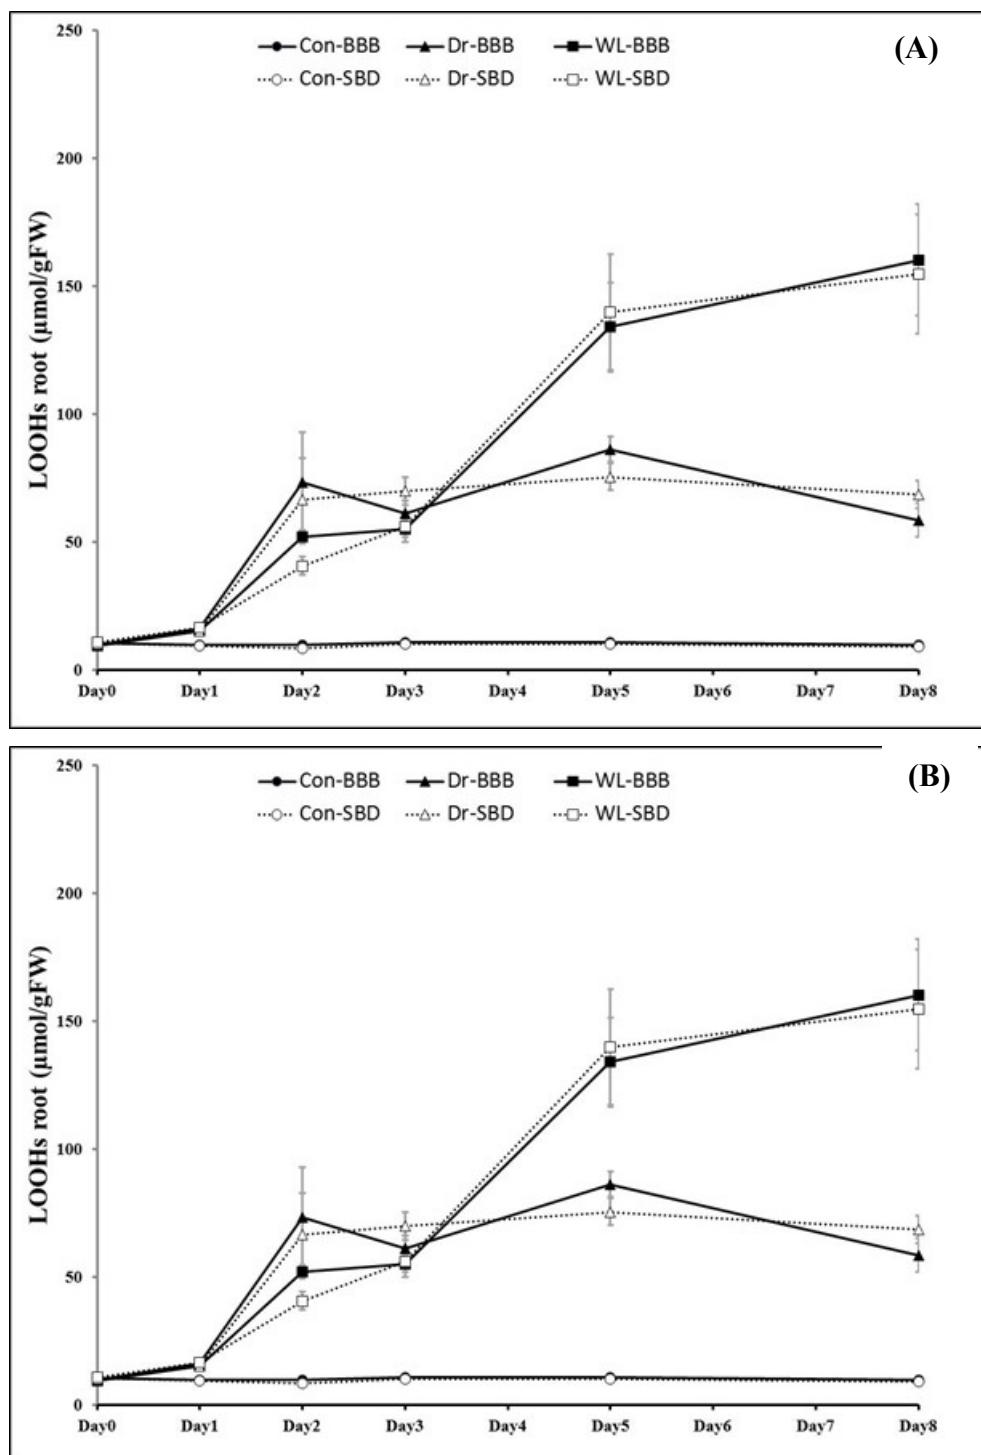 250
Con-BBB Dr-BBB WL-BBB (A)
Con-SBD Dr-SBD WL-SBD
200
LOOHs root (µmol/gFW)
150
100
50
0
Day0 Day1 Day2 Day3 Day4 Day5 Day6 Day7 Day8
250
Con-BBB Dr-BBB WL-BBB (B)
Con-SBD Dr-SBD WL-SBD
200
LOOHs root (µmol/gFW)
150
100
50
0
Day0 Day1 Day2 Day3 Day4 Day5 Day6 Day7 Day8